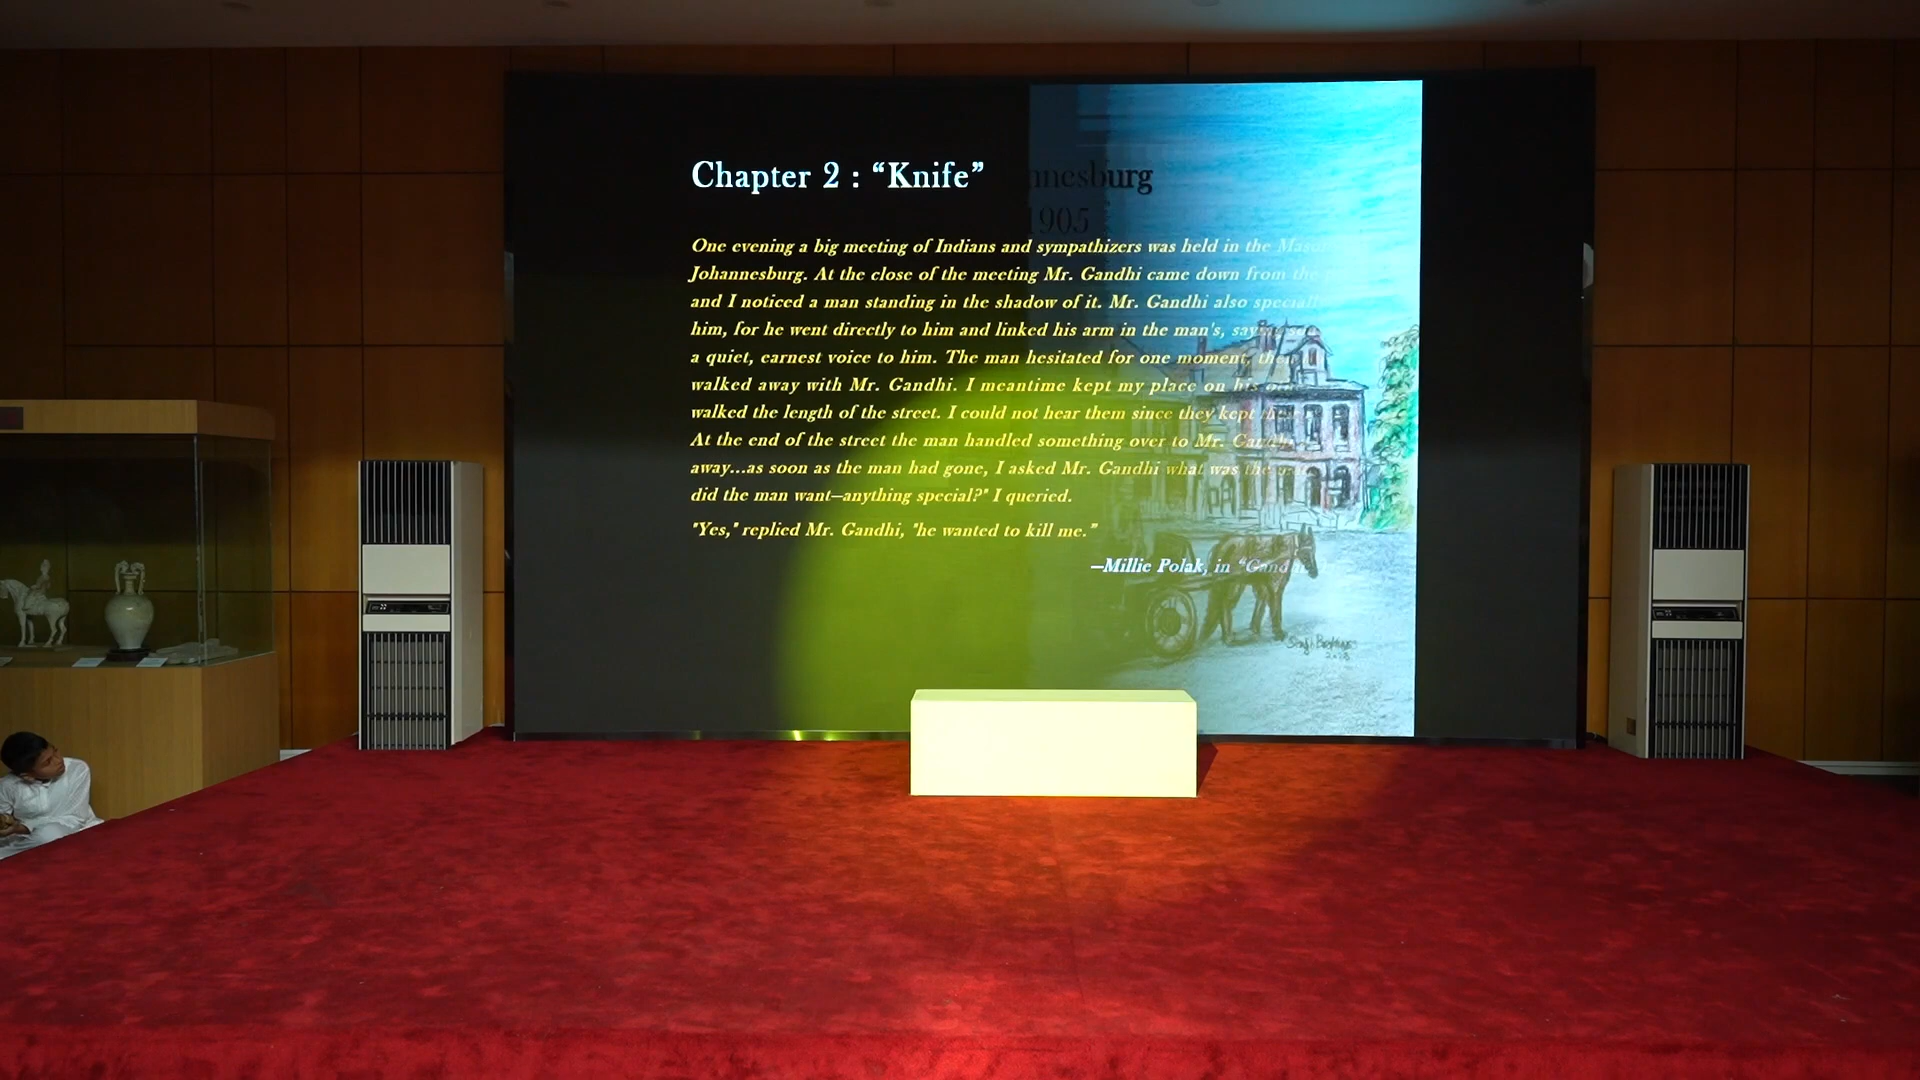 Chapter 2 : “Knife”
nnesburg
1905
One evening a big meeting of Indians and sympathizers was held in the
Johannesburg. At the close of the meeting Mr. Gandhi came down from the
and I noticed a man standing in the shadow of it. Mr. Gandhi also
him, for he went directly to him and linked his arm in the man's,
a quiet, earnest voice to him. The man hesitated for one moment,
walked away with Mr. Gandhi. I meantime kept my place on his
walked the length of the street. I could not hear them since they kept
At the end of the street the man handled something over to Mr. Gandhi
away...as soon as the man had gone, I asked Mr. Gandhi what was the
did the man want—anything special?" I queried.
"Yes," replied Mr. Gandhi, "he wanted to kill me.”
—Millie Polak, in